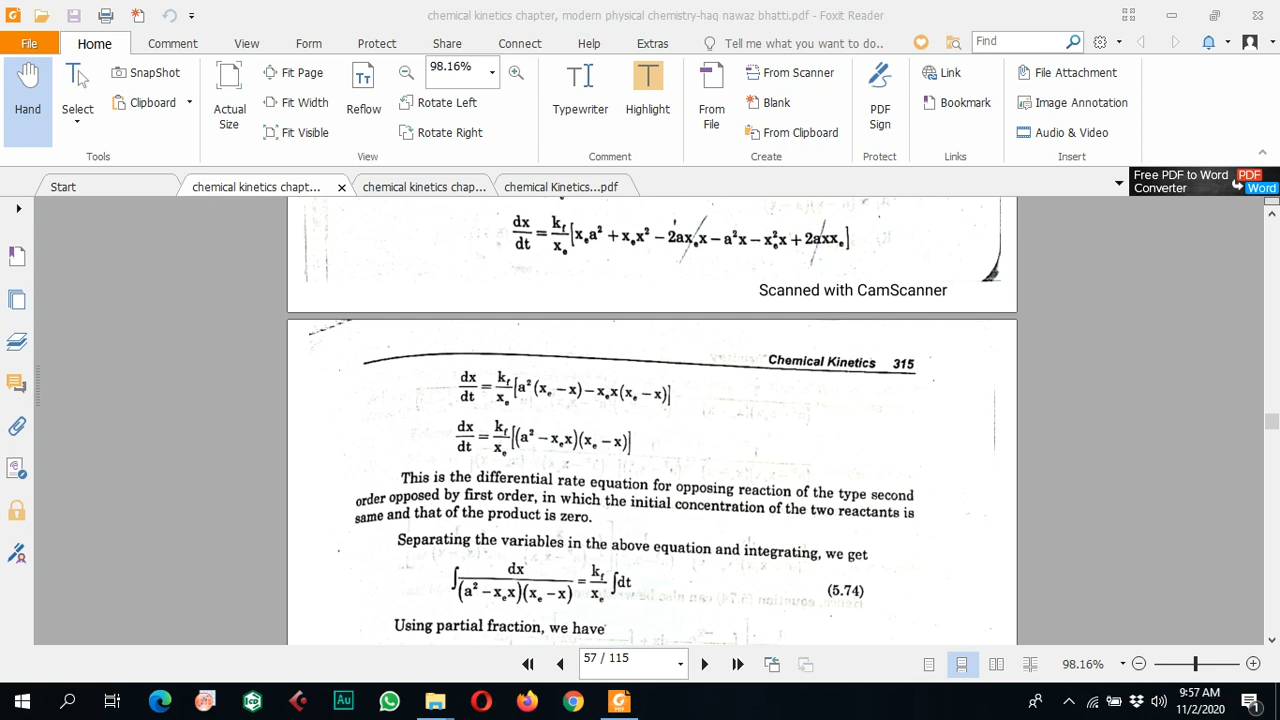 chemical kinetics chapter, modern physical chemistry-haq nawaz bhatti.pdf - Foxit Reader
File Home Comment View Form Protect Share Connect Help Extras Tell me what you want to do.. Find
Hand
Select
SnapShot
Clipboard
Tools
Actual Size
Fit Page
Fit Width
Fit Visible
Reflow
98.16%
Rotate Left
Rotate Right
View
Typewriter
Highlight
Comment
From File
From Scanner
Blank
From Clipboard
Create
PDF Sign
Protect
Link
Bookmark
Links
File Attachment
Image Annotation
Audio & Video
Insert
Start
chemical kinetics chapt...
chemical kinetics chap...
chemical Kinetics...pdf
Free PDF to Word Converter
PDF
Word
dx/dt = k_f/x_e [x_e a² + x_e x² − 2ax_e x − a²x − x_e² x + 2axx_e]
Scanned with CamScanner
Chemical Kinetics 315
dx/dt = k_f/x_e [a²(x_e − x) − x_e x(x_e − x)]
dx/dt = k_f/x_e [(a² − x_e x)(x_e − x)]
This is the differential rate equation for opposing reaction of the type second
order opposed by first order, in which the initial concentration of the two reactants is
same and that of the product is zero.
Separating the variables in the above equation and integrating, we get
∫ dx/((a² − x_e x)(x_e − x)) = k_f/x_e ∫dt (5.74)
Using partial fraction, we have
57 / 115
98.16%
Au
9:57 AM
11/2/2020
1